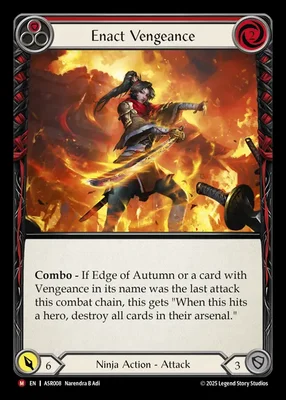 Enact Vengeance
Combo - If Edge of Autumn or a card with
Vengeance in its name was the last attack
this combat chain, this gets "When this hits
a hero, destroy all cards in their arsenal."
6
Ninja Action - Attack
3
M EN ASR008 Narendra B Adi
© 2025 Legend Story Studios